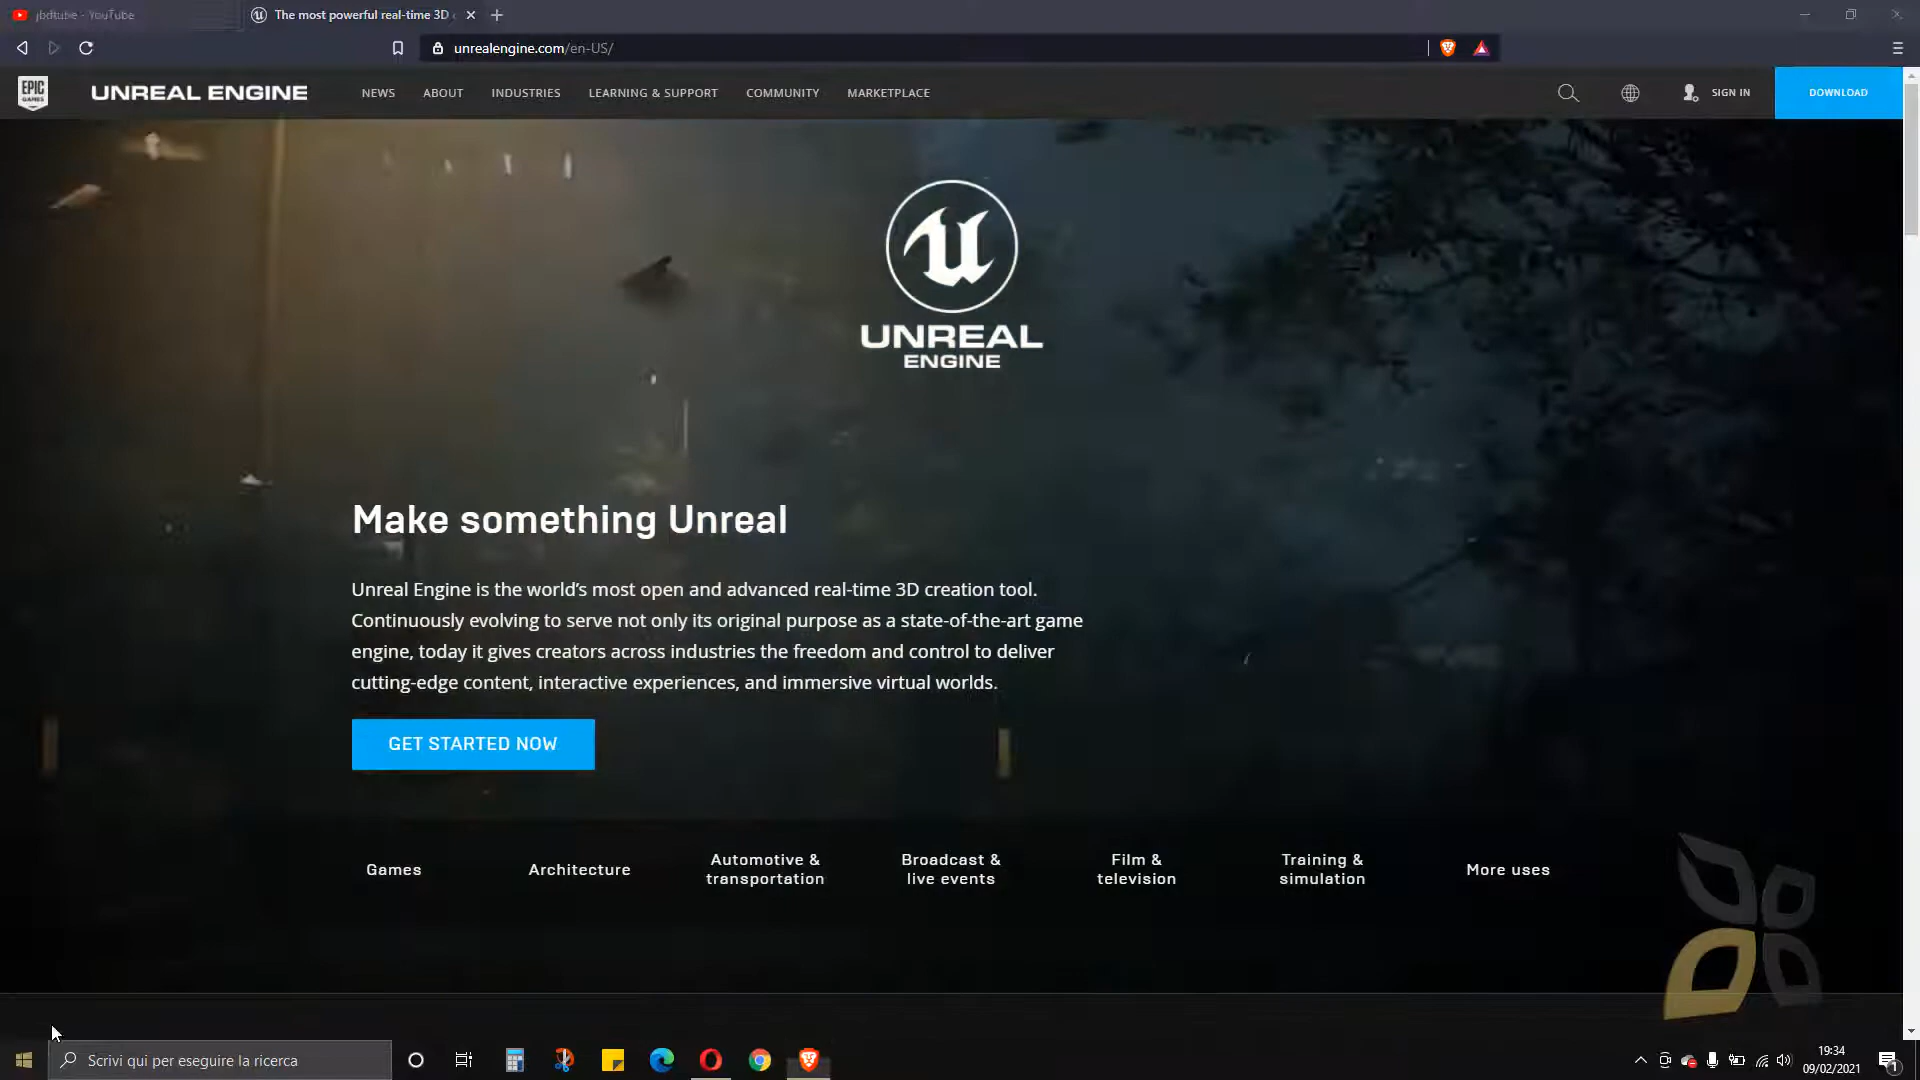 jbdtube - YouTube
The most powerful real-time 3D
unrealengine.com/en-US/
EPIC GAMES
UNREAL ENGINE
NEWS
ABOUT
INDUSTRIES
LEARNING & SUPPORT
COMMUNITY
MARKETPLACE
SIGN IN
DOWNLOAD
UNREAL
ENGINE
Make something Unreal
Unreal Engine is the world's most open and advanced real-time 3D creation tool.
Continuously evolving to serve not only its original purpose as a state-of-the-art game
engine, today it gives creators across industries the freedom and control to deliver
cutting-edge content, interactive experiences, and immersive virtual worlds.
GET STARTED NOW
Games
Architecture
Automotive &
transportation
Broadcast &
live events
Film &
television
Training &
simulation
More uses
Scrivi qui per eseguire la ricerca
19:34
09/02/2021
1